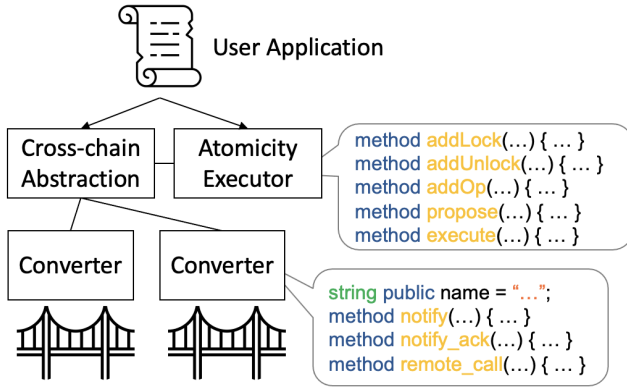 User Application
Cross-chain
Abstraction
Atomicity
Executor
method addLock(…) { … }
method addUnlock(…) { … }
method addOp(…) { … }
method propose(…) { … }
method execute(…) { … }
Converter
Converter
string public name = “…”;
method notify(…) { … }
method notify_ack(…) { … }
method remote_call(…) { … }